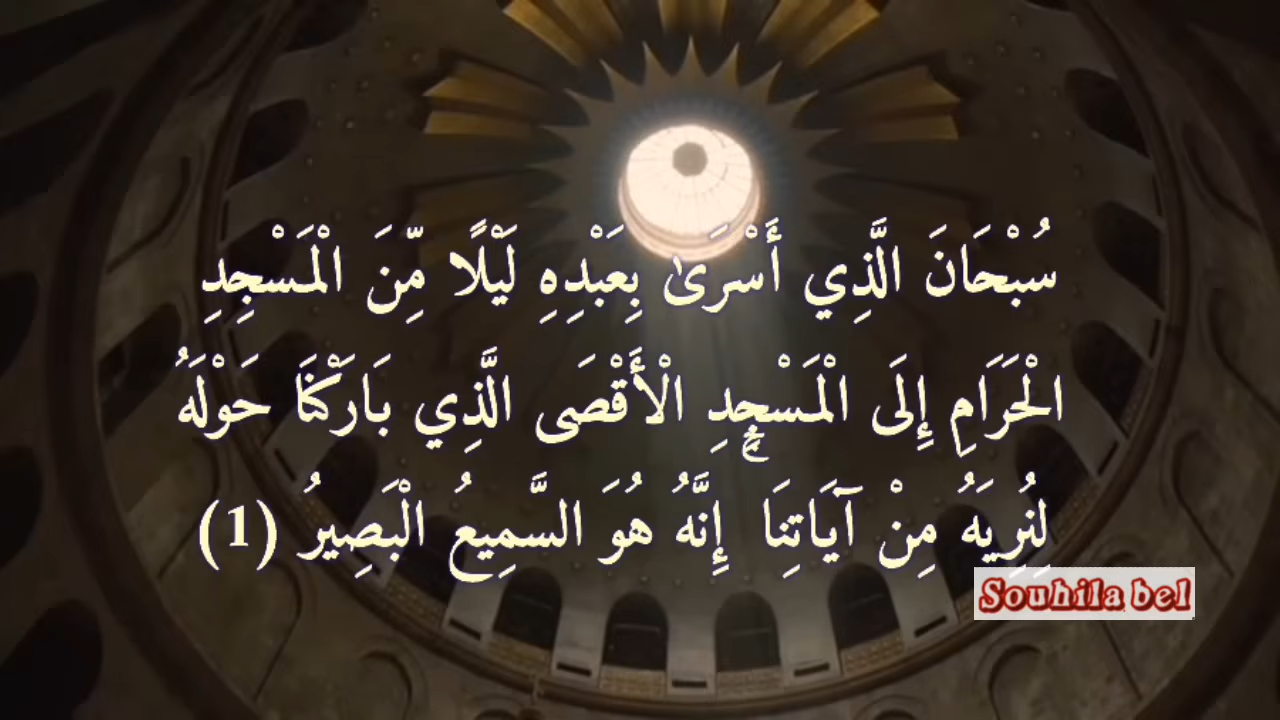 سُبْحَانَ الَّذِي أَسْرَىٰ بِعَبْدِهِ لَيْلًا مِّنَ الْمَسْجِدِ
الْحَرَامِ إِلَى الْمَسْجِدِ الْأَقْصَى الَّذِي بَارَكْنَا حَوْلَهُ
لِنُرِيَهُ مِنْ آيَاتِنَا ۚ إِنَّهُ هُوَ السَّمِيعُ الْبَصِيرُ (1)
Souhila bel